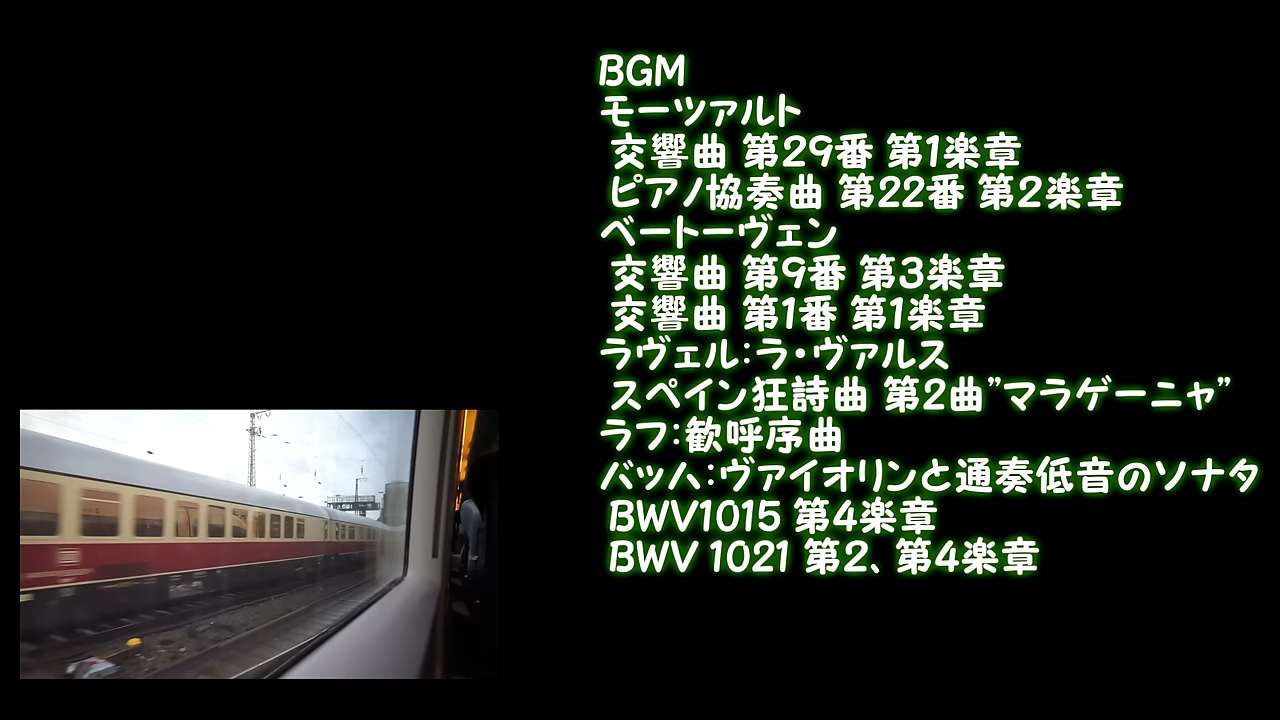 BGM
モーツァルト
交響曲 第29番 第1楽章
ピアノ協奏曲 第22番 第2楽章
ベートーヴェン
交響曲 第9番 第3楽章
交響曲 第1番 第1楽章
ラヴェル:ラ・ヴァルス
スペイン狂詩曲 第2曲”マラゲーニャ”
ラフ:歓呼序曲
バッハ:ヴァイオリンと通奏低音のソナタ
BWV1015 第4楽章
BWV 1021 第2、第4楽章